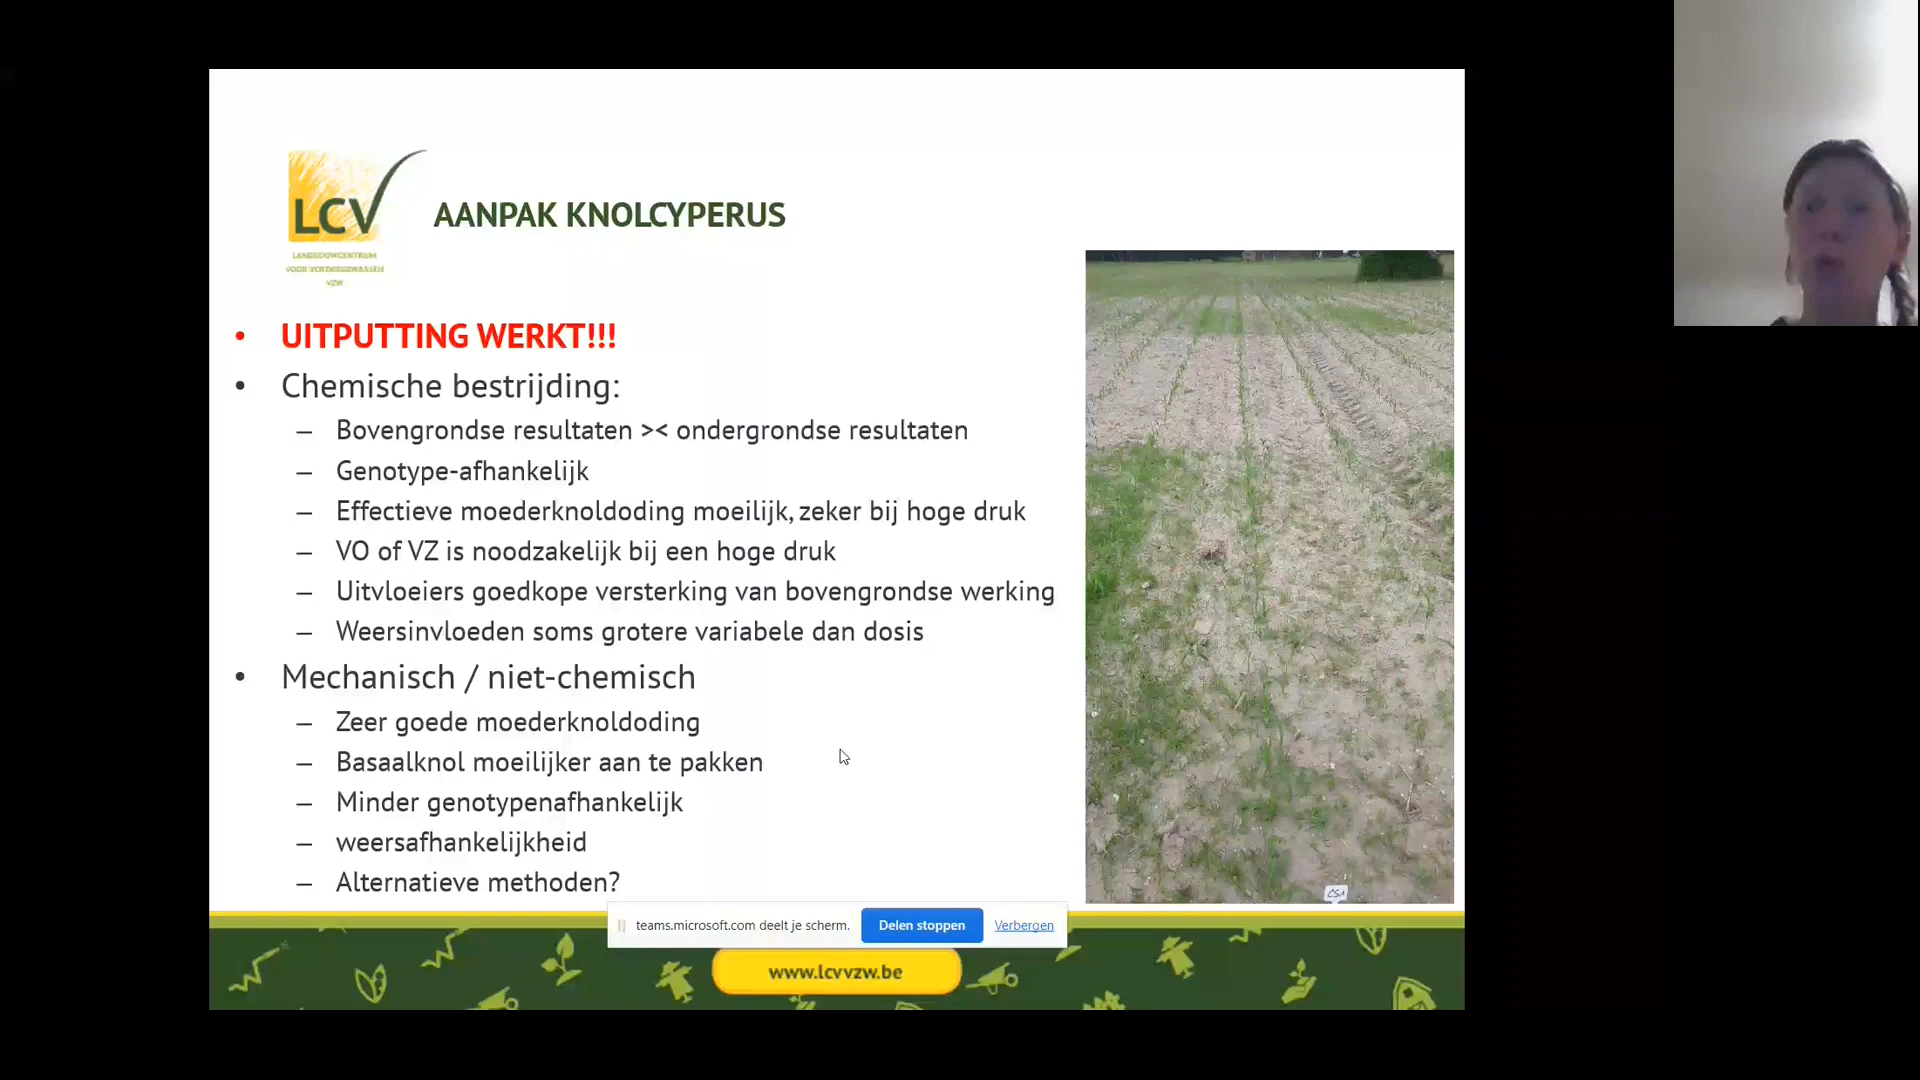 LCV
LANDBOUWCENTRUM
VOOR VOEDERGEWASSEN
VZW
AANPAK KNOLCYPERUS
• UITPUTTING WERKT!!!
• Chemische bestrijding:
– Bovengrondse resultaten >< ondergrondse resultaten
– Genotype-afhankelijk
– Effectieve moederknoldoding moeilijk, zeker bij hoge druk
– VO of VZ is noodzakelijk bij een hoge druk
– Uitvloeiers goedkope versterking van bovengrondse werking
– Weersinvloeden soms grotere variabele dan dosis
• Mechanisch / niet-chemisch
– Zeer goede moederknoldoding
– Basaalknol moeilijker aan te pakken
– Minder genotypenafhankelijk
– weersafhankelijkheid
– Alternatieve methoden?
CS1
teams.microsoft.com deelt je scherm. Delen stoppen Verbergen
www.lcvvzw.be